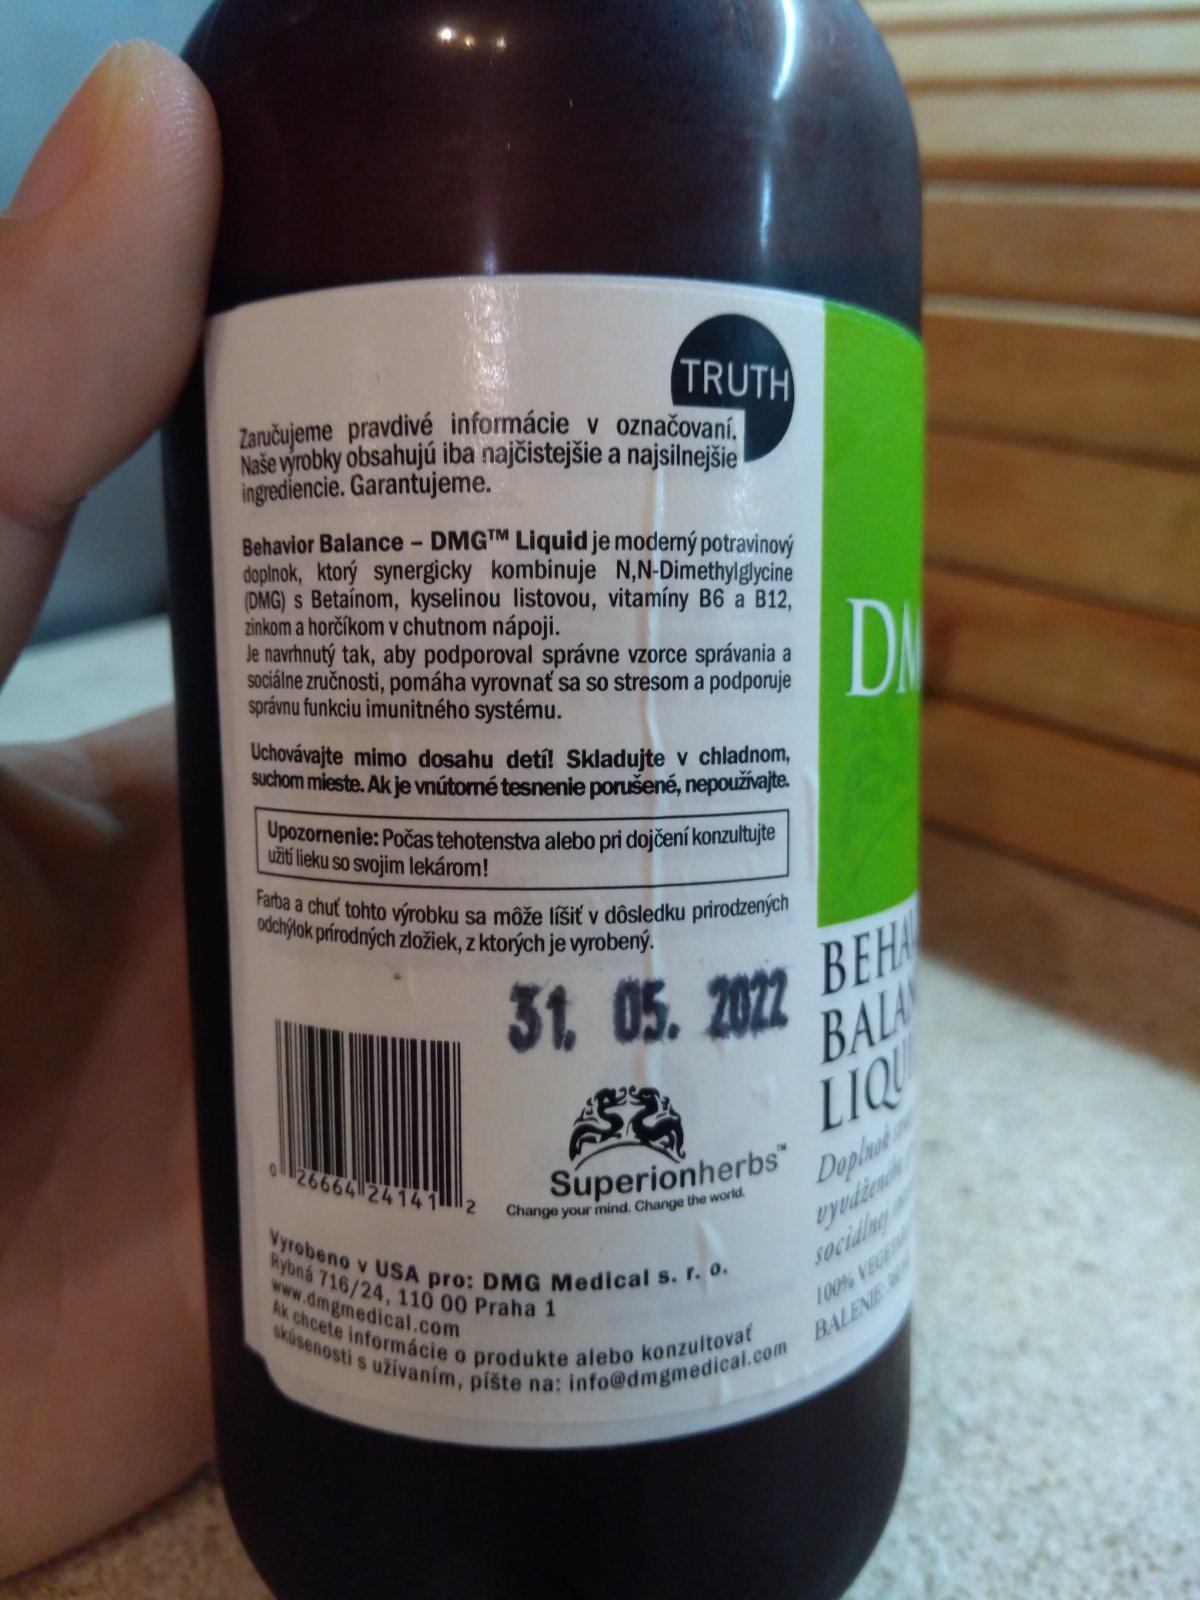 TRUTH
Zaručujeme pravdivé informácie v označovaní.
Naše výrobky obsahujú iba najčistejšie a najsilnejšie
ingrediencie. Garantujeme.
Behavior Balance – DMG™ Liquid je moderný potravinový
doplnok, ktorý synergicky kombinuje N,N-Dimethylglycine
(DMG) s Betaínom, kyselinou listovou, vitamíny B6 a B12,
zinkom a horčíkom v chutnom nápoji.
Je navrhnutý tak, aby podporoval správne vzorce správania a
sociálne zručnosti, pomáha vyrovnať sa so stresom a podporuje
správnu funkciu imunitného systému.
Uchovávajte mimo dosahu detí! Skladujte v chladnom,
suchom mieste. Ak je vnútorné tesnenie porušené, nepoužívajte.
Upozornenie: Počas tehotenstva alebo pri dojčení konzultujte
užití lieku so svojim lekárom!
Farba a chuť tohto výrobku sa môže líšiť v dôsledku prirodzených
odchýlok prírodných zložiek, z ktorých je vyrobený.
31. 05. 2022
0 26664 24141 2
Superionherbs™
Change your mind. Change the world.
Vyrobeno v USA pro: DMG Medical s. r. o.
Rybná 716/24, 110 00 Praha 1
www.dmgmedical.com
Ak chcete informácie o produkte alebo konzultovať
skúsenosti s užívaním, píšte na: info@dmgmedical.com
DM
BEHA
BALAN
LIQU
Doplnok
sociálnej
100%
BALENIE: